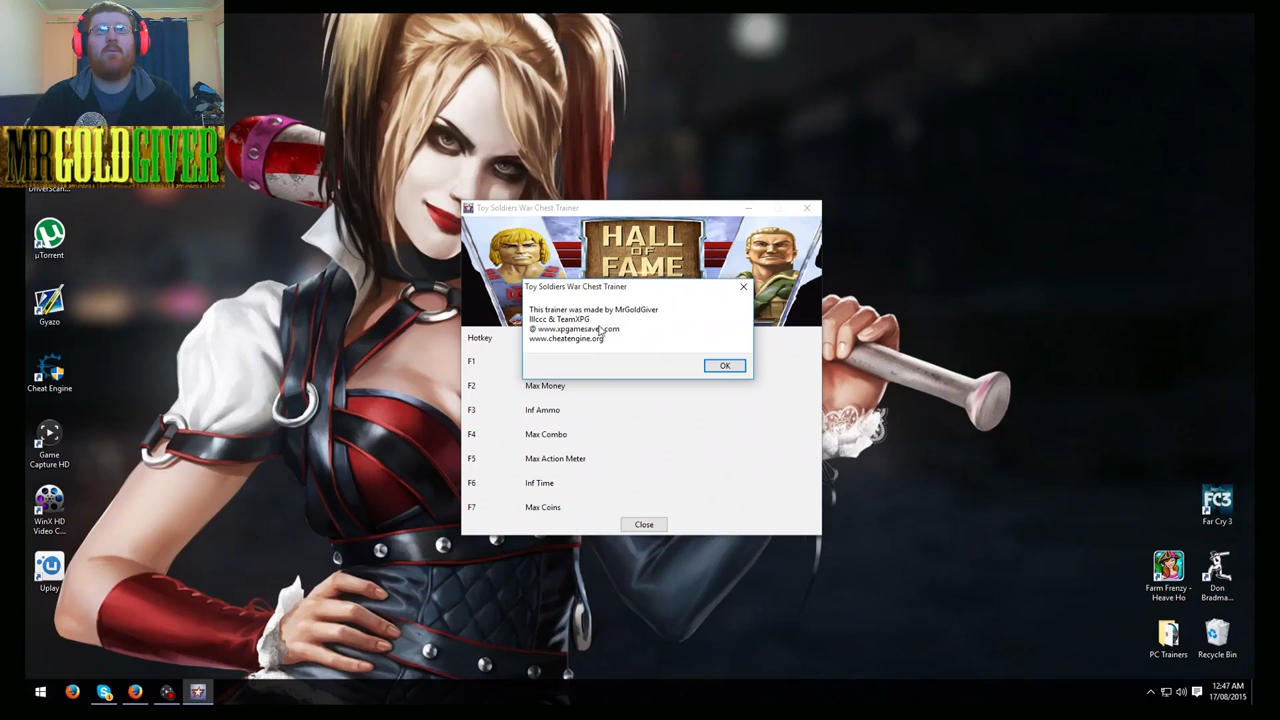 MRGOLDGIVER
DriverScan...
µTorrent
Gyazo
Cheat Engine
Game
Capture HD
WinX HD
Video C...
Uplay
Toy Soldiers War Chest Trainer
HALL
OF
FAME
Toy Soldiers War Chest Trainer
This trainer was made by MrGoldGiver
& TeamXPG
@ www.xpgamesaves.com
www.cheatengine.org
OK
Hotkey
F1
F2 Max Money
F3 Inf Ammo
F4 Max Combo
F5 Max Action Meter
F6 Inf Time
F7 Max Coins
Close
FC3
Far Cry 3
Farm Frenzy -
Heave Ho
Don
Bradma...
PC Trainers
Recycle Bin
12:47 AM
17/08/2015